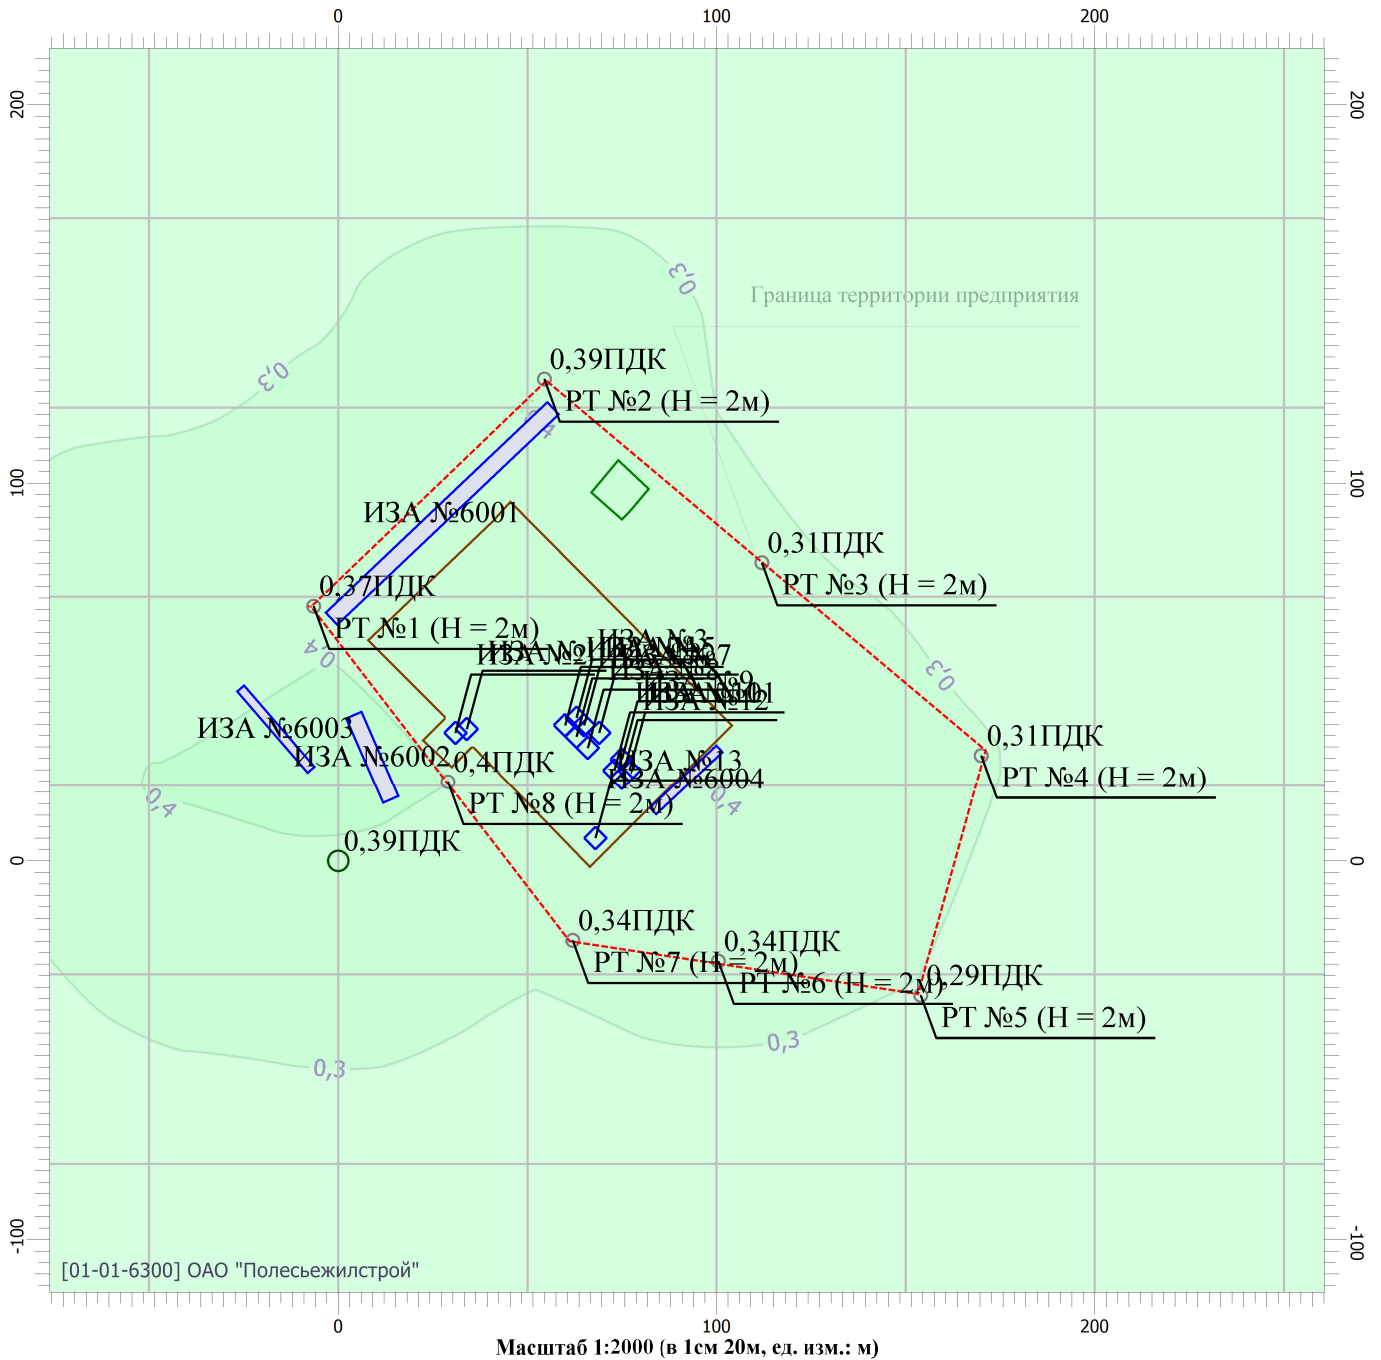 0
100
200
200
200
0,3
Граница территории предприятия
0,39ПДК
0,3
РТ №2 (H = 2м)
100
100
ИЗА №6001
0,31ПДК
РТ №3 (H = 2м)
0,37ПДК
РТ №1 (H = 2м)
0,4
ИЗА №3
ИЗА №2
0,3
ИЗА №12
ИЗА №6003
0,31ПДК
ИЗА №6002
0,4ПДК
ИЗА №13
ИЗА №6004
РТ №4 (H = 2м)
0,4
РТ №8 (H = 2м)
0,4
0,39ПДК
0
0
0,34ПДК
0,34ПДК
РТ №7 (H = 2м)
0,29ПДК
РТ №6 (H = 2м)
РТ №5 (H = 2м)
0,3
0,3
-100
-100
[01-01-6300] ОАО "Полесьежилстрой"
0
100
200
Масштаб 1:2000 (в 1см 20м, ед. изм.: м)